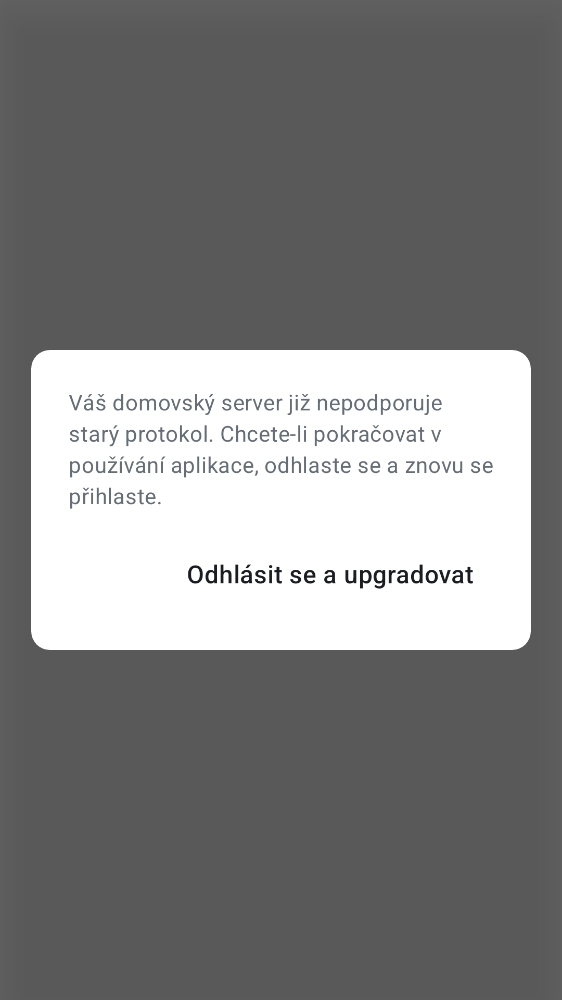 Váš domovský server již nepodporuje
starý protokol. Chcete-li pokračovat v
používání aplikace, odhlaste se a znovu se
přihlaste.
Odhlásit se a upgradovat